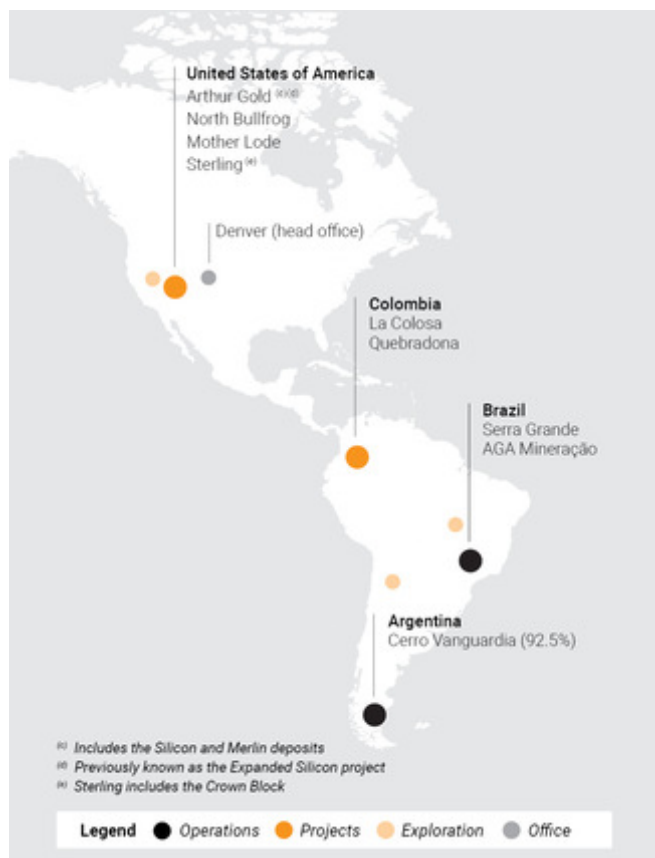 United States of America
Arthur Gold (c)(d)
North Bullfrog
Mother Lode
Sterling (e)
Denver (head office)
Colombia
La Colosa
Quebradona
Brazil
Serra Grande
AGA Mineração
Argentina
Cerro Vanguardia (92.5%)
(c) Includes the Silicon and Merlin deposits
(d) Previously known as the Expanded Silicon project
(e) Sterling includes the Crown Block
Legend Operations Projects Exploration Office